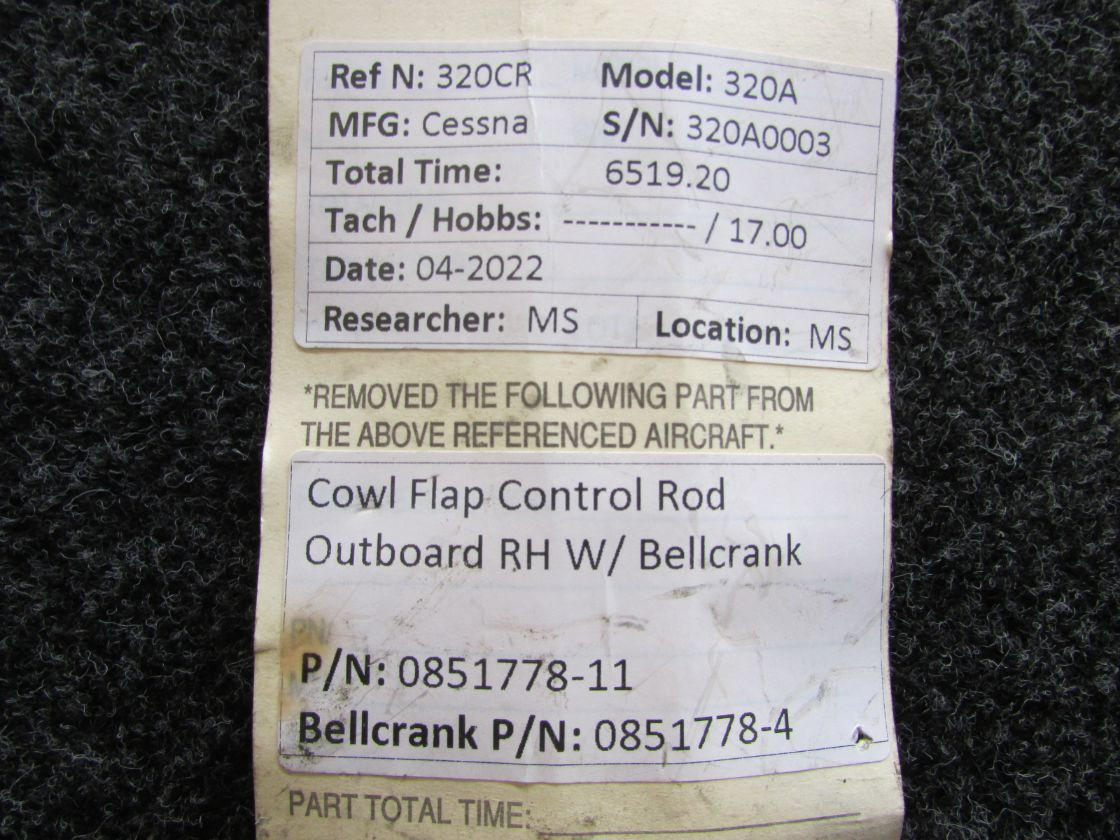 Ref N: 320CR Model: 320A
MFG: Cessna S/N: 320A0003
Total Time: 6519.20
Tach / Hobbs: ----------- / 17.00
Date: 04-2022
Researcher: MS Location: MS
*REMOVED THE FOLLOWING PART FROM
THE ABOVE REFERENCED AIRCRAFT.*
Cowl Flap Control Rod
Outboard RH W/ Bellcrank
PN/
P/N: 0851778-11
Bellcrank P/N: 0851778-4
PART TOTAL TIME: